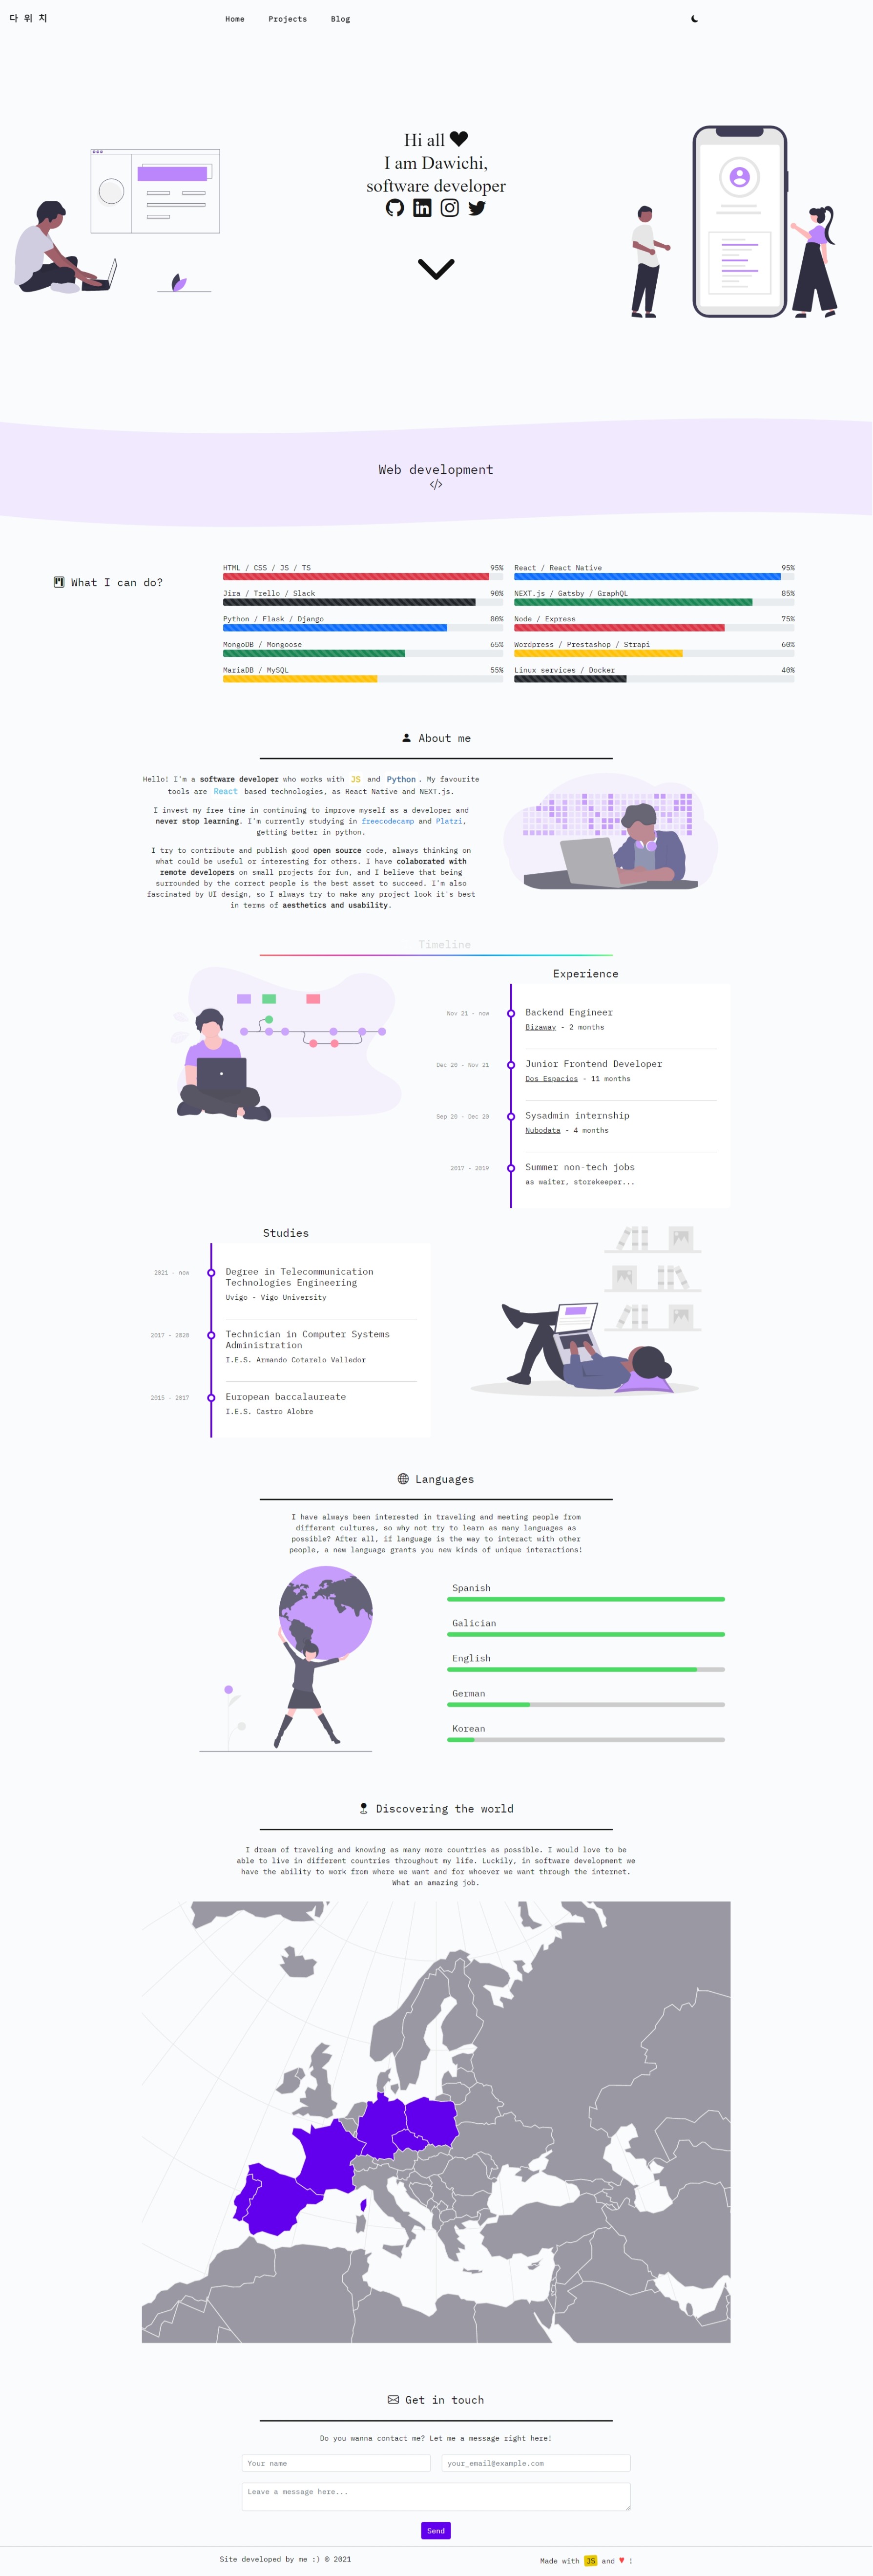 다 위 치
Home Projects Blog
Hi all
I am Dawichi,
software developer
Web development
</>
What I can do?
HTML / CSS / JS / TS 95%
React / React Native 95%
Jira / Trello / Slack 90%
NEXT.js / Gatsby / GraphQL 85%
Python / Flask / Django 80%
Node / Express 75%
MongoDB / Mongoose 65%
Wordpress / Prestashop / Strapi 60%
MariaDB / MySQL 55%
Linux services / Docker 40%
About me
Hello! I'm a software developer who works with JS and Python. My favourite
tools are React based technologies, as React Native and NEXT.js.
I invest my free time in continuing to improve myself as a developer and
never stop learning. I'm currently studying in freecodecamp and Platzi,
getting better in python.
I try to contribute and publish good open source code, always thinking on
what could be useful or interesting for others. I have colaborated with
remote developers on small projects for fun, and I believe that being
surrounded by the correct people is the best asset to succeed. I'm also
fascinated by UI design, so I always try to make any project look it's best
in terms of aesthetics and usability.
Timeline
Experience
Nov 21 - now
Backend Engineer
Bizaway - 2 months
Dec 20 - Nov 21
Junior Frontend Developer
Dos Espacios - 11 months
Sep 20 - Dec 20
Sysadmin internship
Nubodata - 4 months
2017 - 2019
Summer non-tech jobs
as waiter, storekeeper...
Studies
2021 - now
Degree in Telecommunication
Technologies Engineering
Uvigo - Vigo University
2017 - 2020
Technician in Computer Systems
Administration
I.E.S. Armando Cotarelo Valledor
2015 - 2017
European baccalaureate
I.E.S. Castro Alobre
Languages
I have always been interested in traveling and meeting people from
different cultures, so why not try to learn as many languages as
possible? After all, if language is the way to interact with other
people, a new language grants you new kinds of unique interactions!
Spanish
Galician
English
German
Korean
Discovering the world
I dream of traveling and knowing as many more countries as possible. I would love to be
able to live in different countries throughout my life. Luckily, in software development we
have the ability to work from where we want and for whoever we want through the internet.
What an amazing job.
Get in touch
Do you wanna contact me? Let me a message right here!
Your name
your_email@example.com
Leave a message here...
Send
Site developed by me :) © 2021
Made with JS and ♥ !